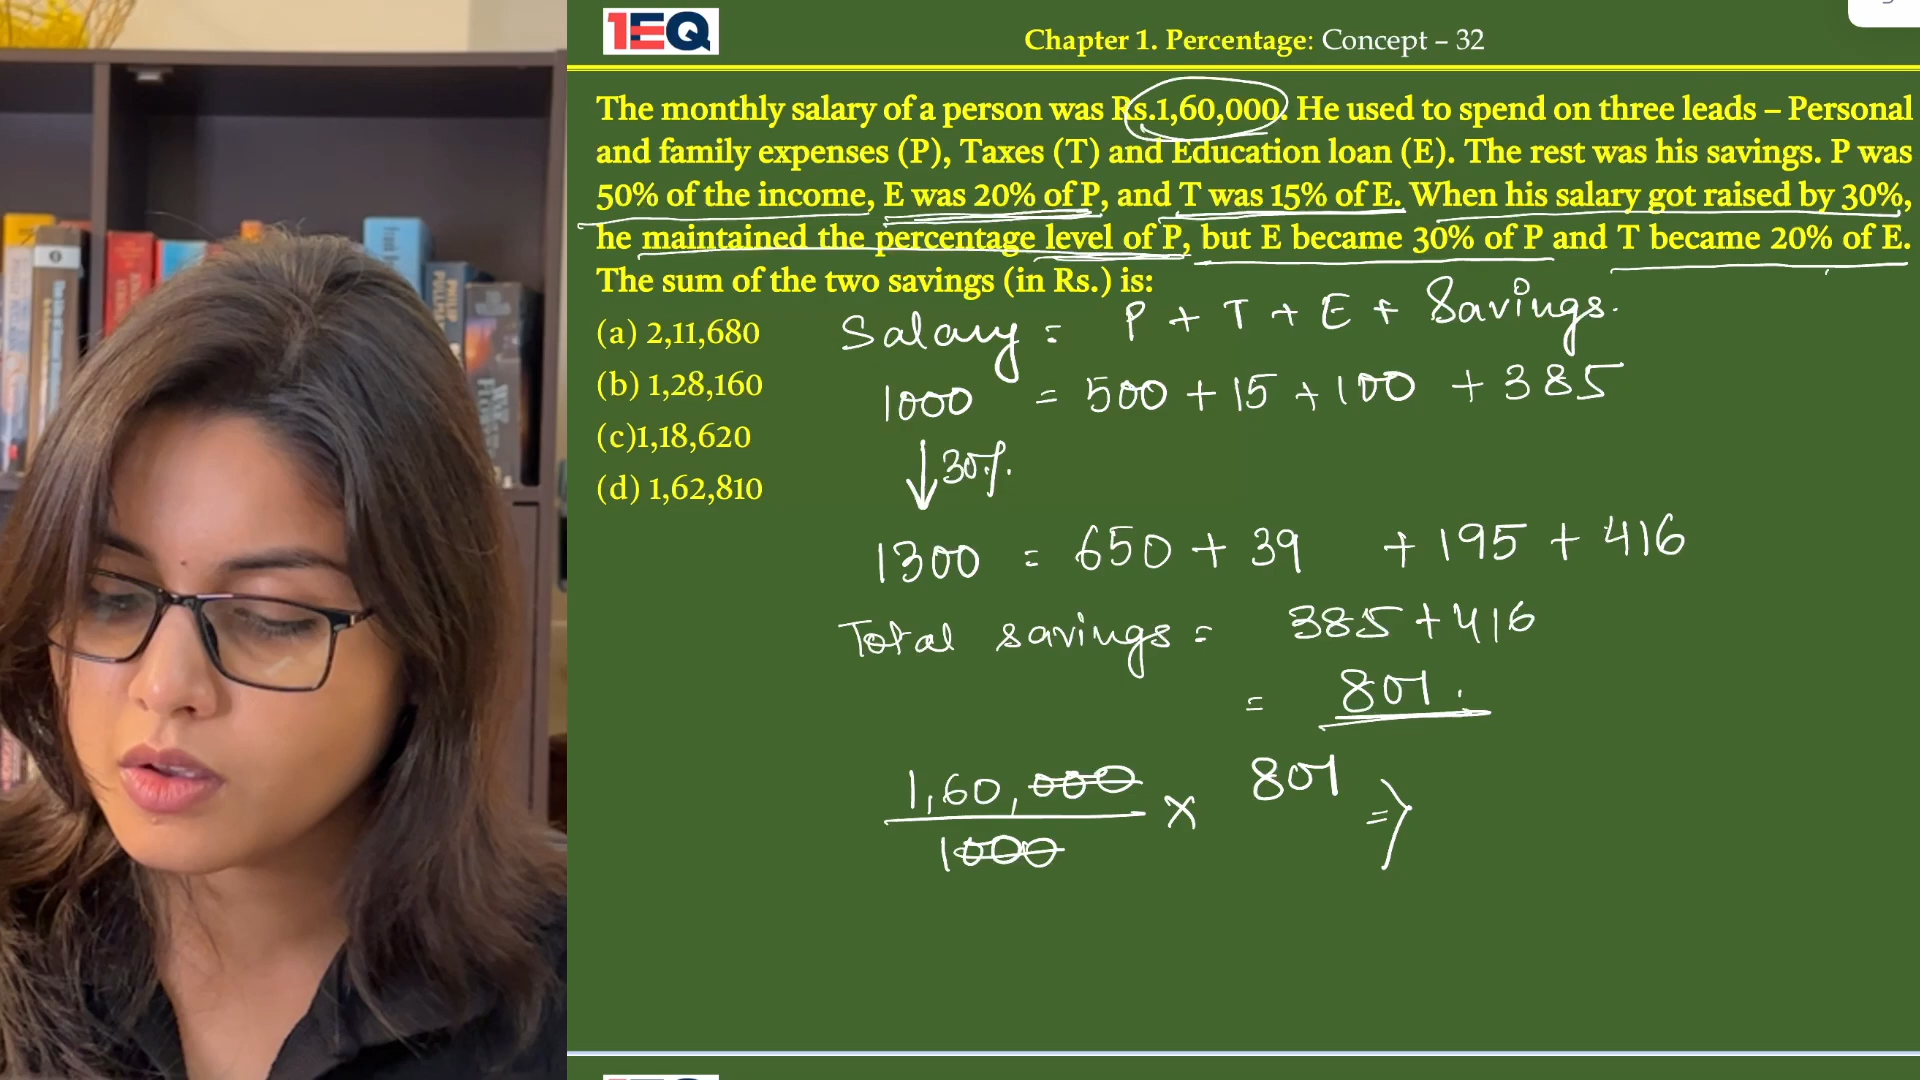 1EQ
Chapter 1. Percentage: Concept – 32
The monthly salary of a person was Rs.1,60,000. He used to spend on three leads – Personal
and family expenses (P), Taxes (T) and Education loan (E). The rest was his savings. P was
50% of the income, E was 20% of P, and T was 15% of E. When his salary got raised by 30%,
he maintained the percentage level of P, but E became 30% of P and T became 20% of E.
The sum of the two savings (in Rs.) is:
(a) 2,11,680
(b) 1,28,160
(c)1,18,620
(d) 1,62,810
Salary = P + T + E + Savings.
1000 = 500 + 15 + 100 + 385
30%.
1300 = 650 + 39 + 195 + 416
Total savings = 385 + 416
= 801.
1,60,000 × 801 =>
1000